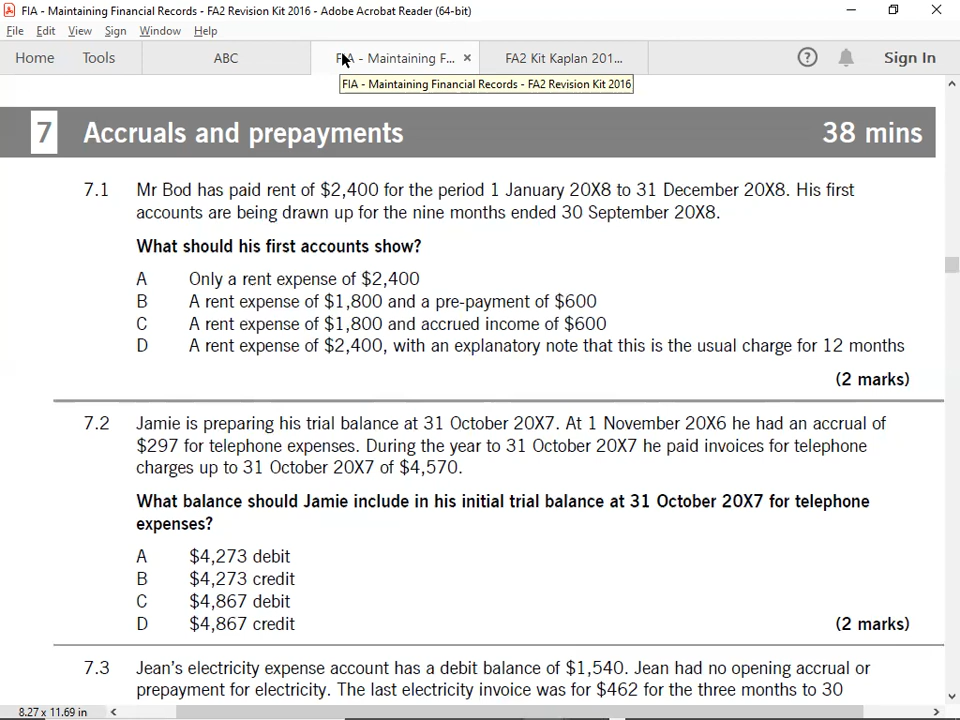 FIA - Maintaining Financial Records - FA2 Revision Kit 2016 - Adobe Acrobat Reader (64-bit)
File Edit View Sign Window Help
Home Tools ABC FIA - Maintaining F... × FA2 Kit Kaplan 201... ? Sign In
FIA - Maintaining Financial Records - FA2 Revision Kit 2016
7 Accruals and prepayments 38 mins
7.1 Mr Bod has paid rent of $2,400 for the period 1 January 20X8 to 31 December 20X8. His first
accounts are being drawn up for the nine months ended 30 September 20X8.
What should his first accounts show?
A Only a rent expense of $2,400
B A rent expense of $1,800 and a pre-payment of $600
C A rent expense of $1,800 and accrued income of $600
D A rent expense of $2,400, with an explanatory note that this is the usual charge for 12 months
(2 marks)
7.2 Jamie is preparing his trial balance at 31 October 20X7. At 1 November 20X6 he had an accrual of
$297 for telephone expenses. During the year to 31 October 20X7 he paid invoices for telephone
charges up to 31 October 20X7 of $4,570.
What balance should Jamie include in his initial trial balance at 31 October 20X7 for telephone
expenses?
A $4,273 debit
B $4,273 credit
C $4,867 debit
D $4,867 credit (2 marks)
7.3 Jean's electricity expense account has a debit balance of $1,540. Jean had no opening accrual or
prepayment for electricity. The last electricity invoice was for $462 for the three months to 30
8.27 x 11.69 in